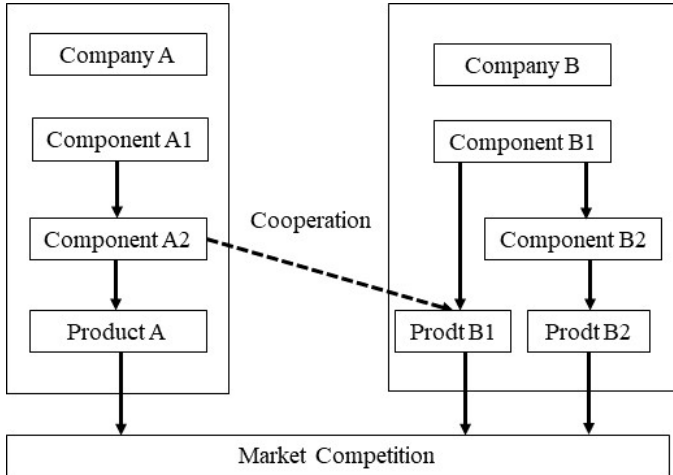 Company A
Company B
Component A1
Component B1
Cooperation
Component A2
Component B2
Product A
Prodt B1
Prodt B2
Market Competition